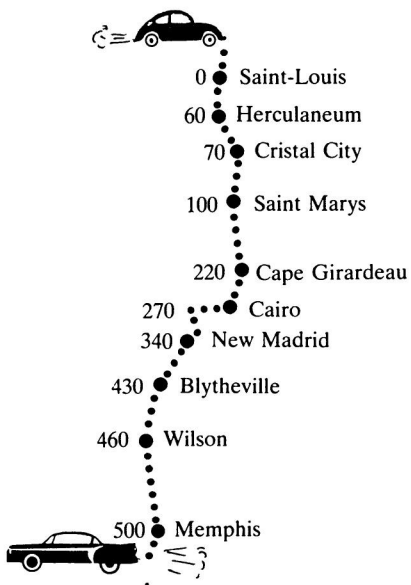 0 Saint-Louis
60 Herculaneum
70 Cristal City
100 Saint Marys
220 Cape Girardeau
270 Cairo
340 New Madrid
430 Blytheville
460 Wilson
500 Memphis